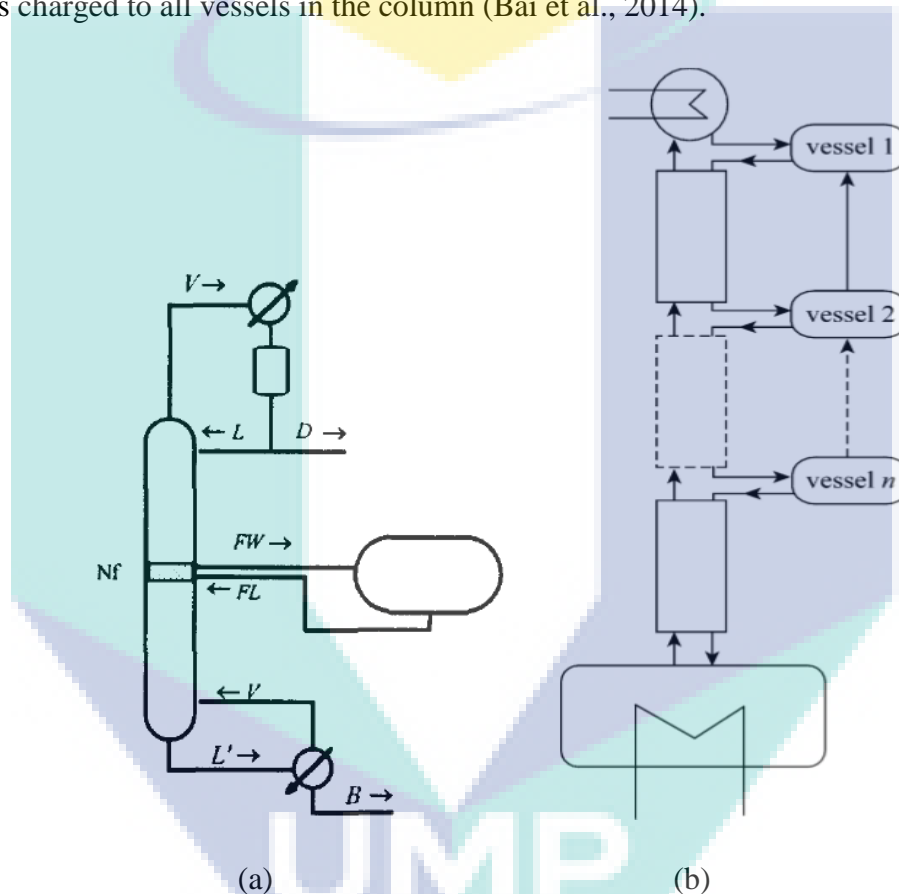 s charged to all vessels in the column (Bai et al., 2014).
V→
← L
D →
FW→
Nf
←FL
← V
L'→
B →
vessel 1
vessel 2
vessel n
UMP
(a)
(b)